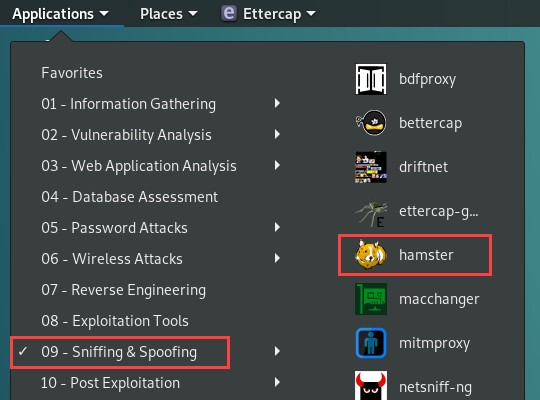 Applications Places Ettercap
Favorites
01 - Information Gathering
02 - Vulnerability Analysis
03 - Web Application Analysis
04 - Database Assessment
05 - Password Attacks
06 - Wireless Attacks
07 - Reverse Engineering
08 - Exploitation Tools
✓ 09 - Sniffing & Spoofing
10 - Post Exploitation
bdfproxy
bettercap
driftnet
ettercap-g...
hamster
macchanger
mitmproxy
netsniff-ng